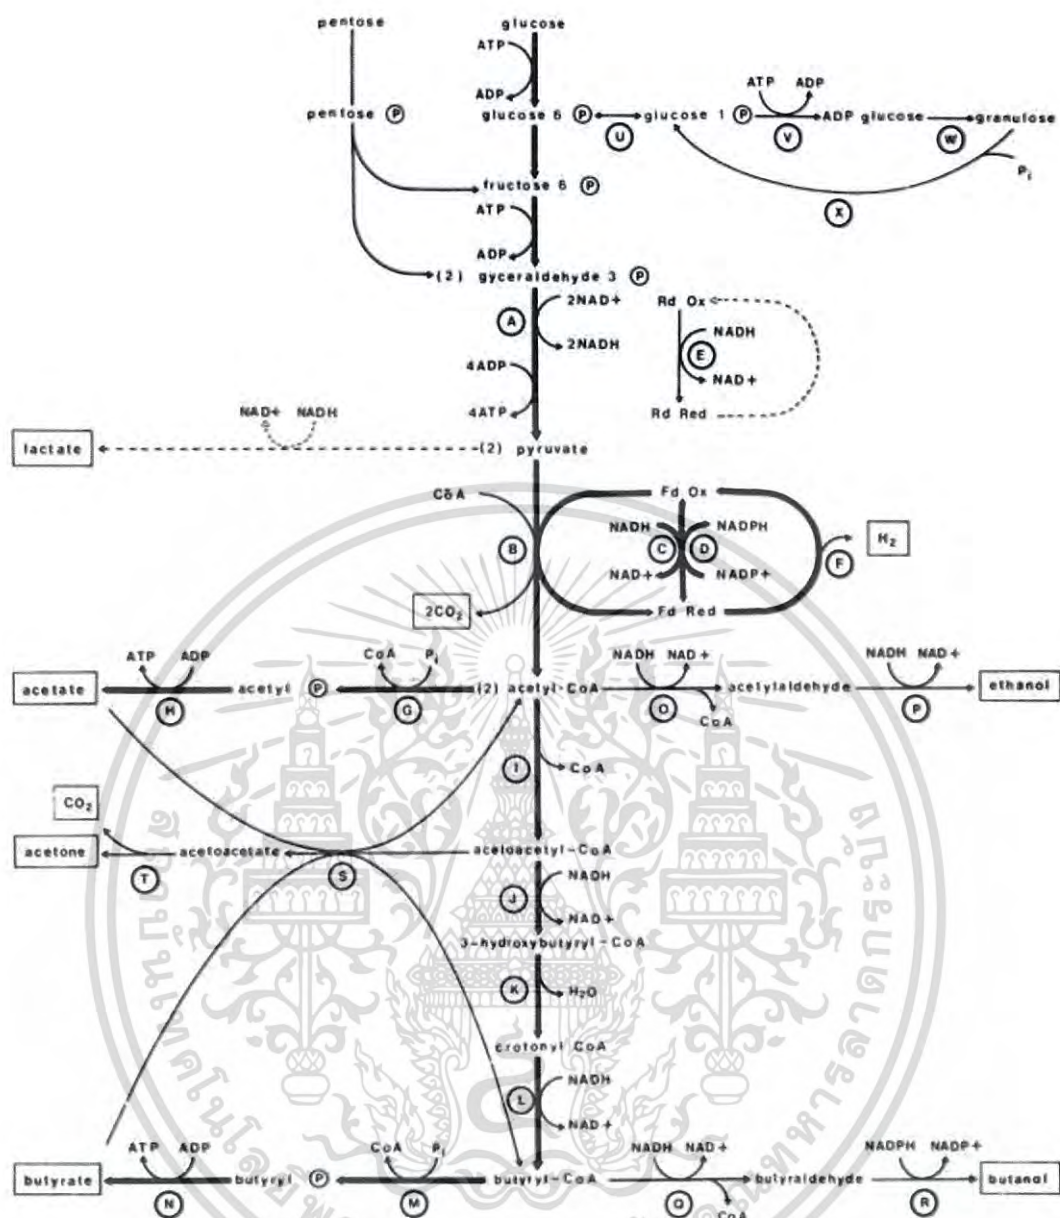 pentose glucose
ATP
ADP
ATP ADP
pentose P glucose 6 P glucose 1 P ADP glucose granulose
U V W
Pi
fructose 6 P
X
ATP
ADP
(2) gyceraldehyde 3 P
A 2NAD+ Rd Ox
2NADH NADH
E
4ADP NAD+
4ATP Rd Red
NAD+ NADH
lactate (2) pyruvate
CoA Fd Ox
NADH NADPH
B C D F H2
NAD+ NADP+
2CO2 Fd Red
ATP ADP CoA Pi NADH NAD+ NADH NAD+
acetate acetyl P (2) acetyl-CoA acetylaldehyde ethanol
H G O CoA P
I CoA
CO2
acetone acetoacetate acetoacetyl-CoA
T S
J NADH
NAD+
3-hydroxybutyryl-CoA
K H2O
crotonyl CoA
L NADH
NAD+
ATP ADP CoA Pi NADH NAD+ NADPH NADP+
butyrate butyryl P butyryl-CoA butyraldehyde butanol
N M Q CoA R